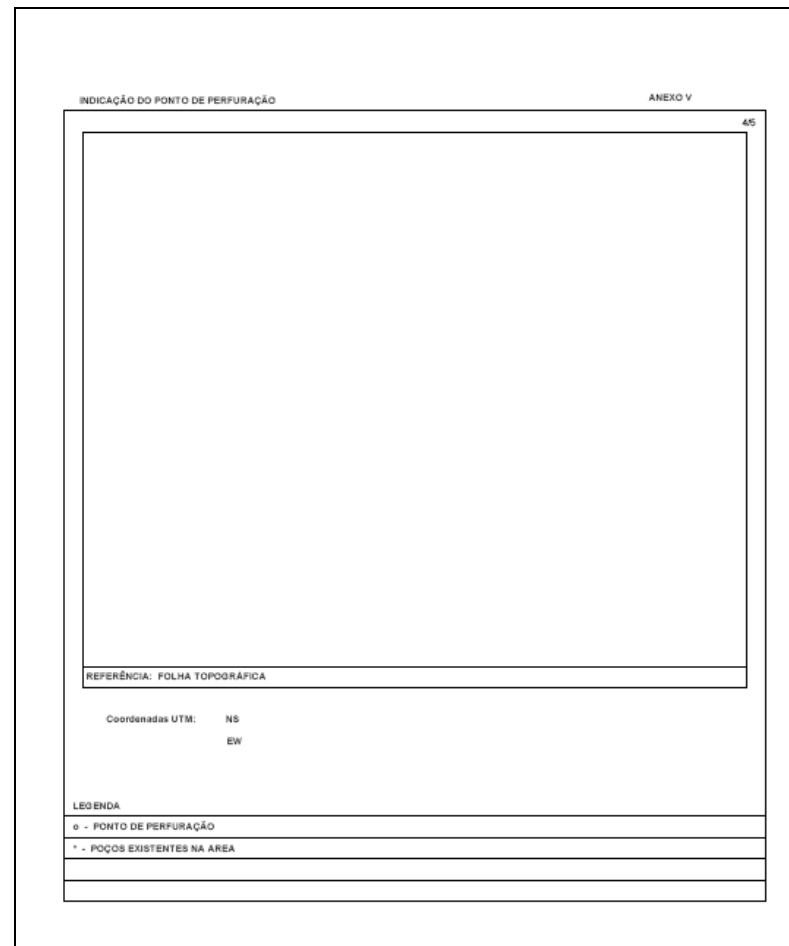 INDICAÇÃO DO PONTO DE PERFURAÇÃO ANEXO V
4/5
REFERÊNCIA: FOLHA TOPOGRÁFICA
Coordenadas UTM: NS
EW
LEGENDA
o - PONTO DE PERFURAÇÃO
* - POÇOS EXISTENTES NA AREA